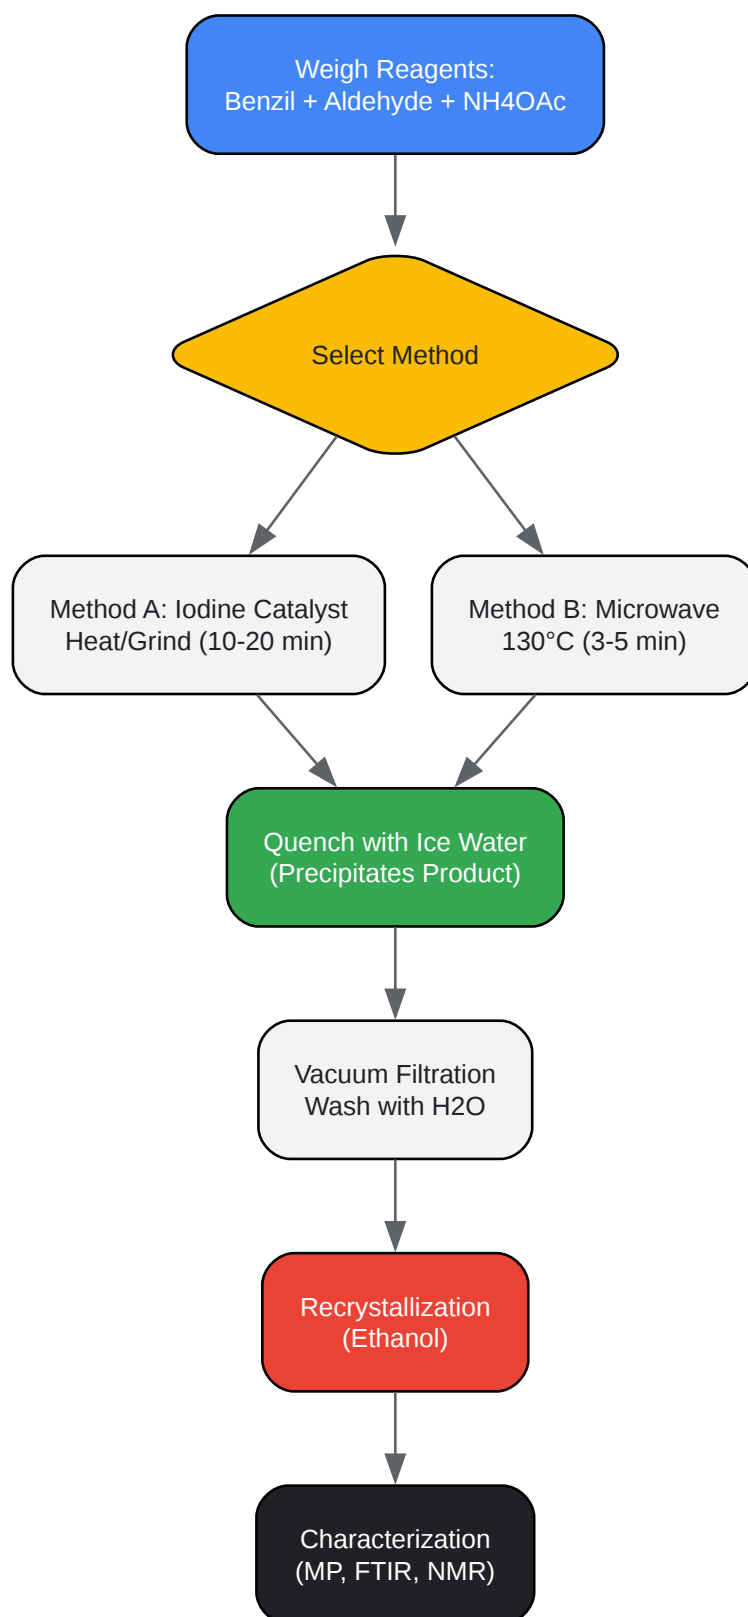 Weigh Reagents:
Benzil + Aldehyde + NH4OAc
Select Method
Method A: Iodine Catalyst
Heat/Grind (10-20 min)
Method B: Microwave
130°C (3-5 min)
Quench with Ice Water
(Precipitates Product)
Vacuum Filtration
Wash with H2O
Recrystallization
(Ethanol)
Characterization
(MP, FTIR, NMR)